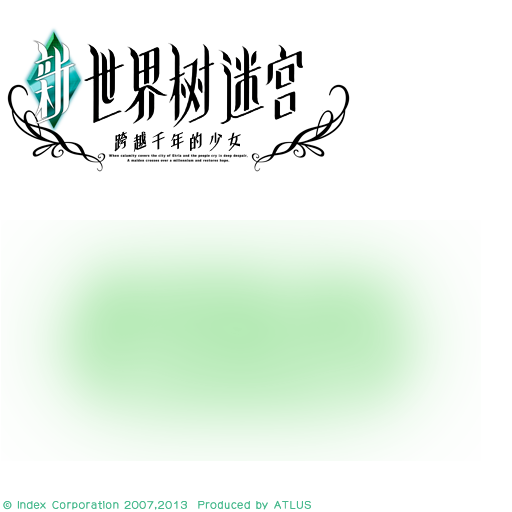 新世界树迷宫
跨越千年的少女
When calamity covers the city of Etria and the people cry in deep despair,
A maiden crosses over a millennium and restores hope.
© Index Corporation 2007,2013 Produced by ATLUS